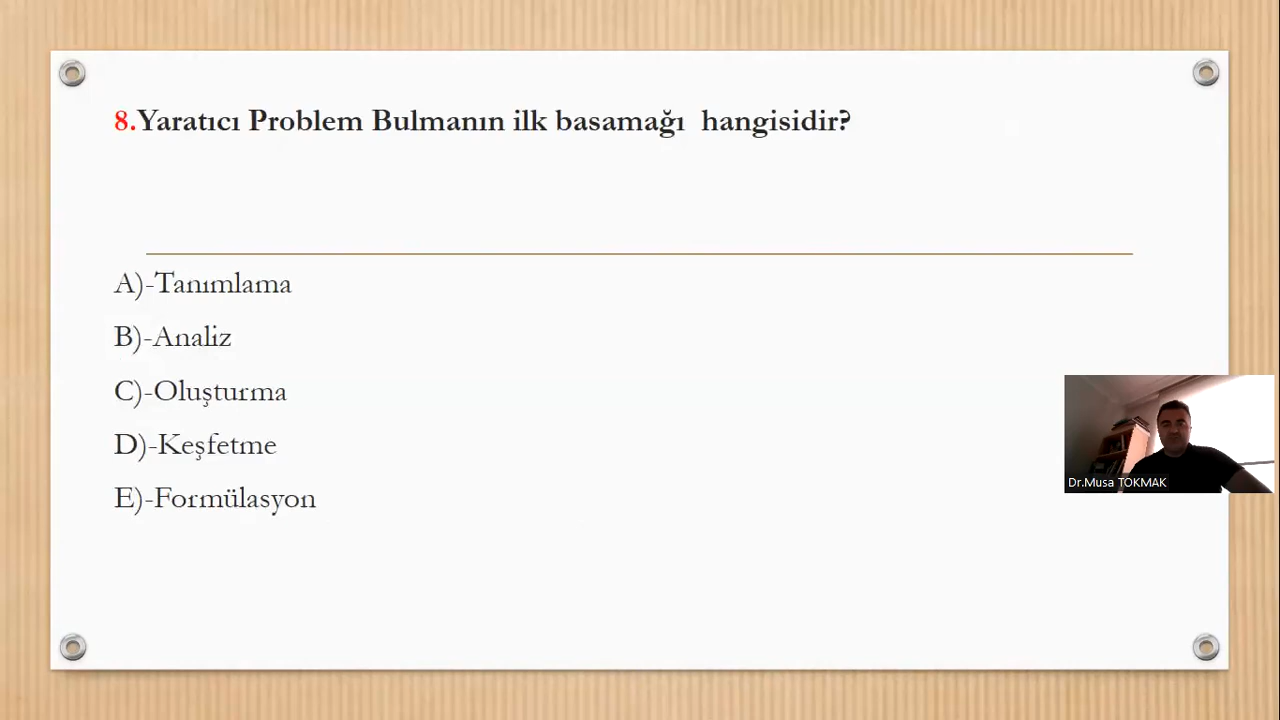 8.Yaratıcı Problem Bulmanın ilk basamağı hangisidir?
A)-Tanımlama
B)-Analiz
C)-Oluşturma
D)-Keşfetme
E)-Formülasyon
Dr.Musa TOKMAK